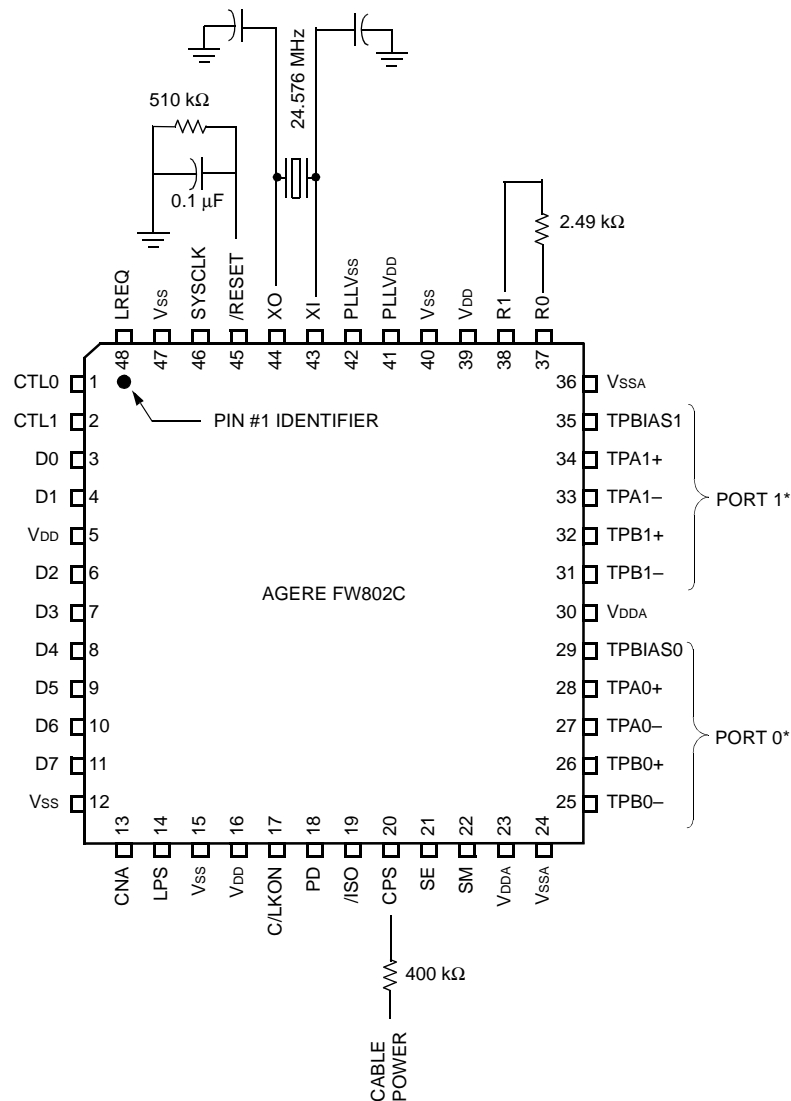 24.576 MHz
510 kΩ
0.1 µF
2.49 kΩ
LREQ
VSS
SYSCLK
/RESET
XO
XI
PLLVSS
PLLVDD
VSS
VDD
R1
R0
48
47
46
45
44
43
42
41
40
39
38
37
CTL0 1
CTL1 2
D0 3
D1 4
VDD 5
D2 6
D3 7
D4 8
D5 9
D6 10
D7 11
VSS 12
PIN #1 IDENTIFIER
AGERE FW802C
36 VSSA
35 TPBIAS1
34 TPA1+
33 TPA1–
32 TPB1+
31 TPB1–
PORT 1*
30 VDDA
29 TPBIAS0
28 TPA0+
27 TPA0–
26 TPB0+
25 TPB0–
PORT 0*
13
14
15
16
17
18
19
20
21
22
23
24
CNA
LPS
VSS
VDD
C/LKON
PD
/ISO
CPS
SE
SM
VDDA
VSSA
400 kΩ
CABLE
POWER